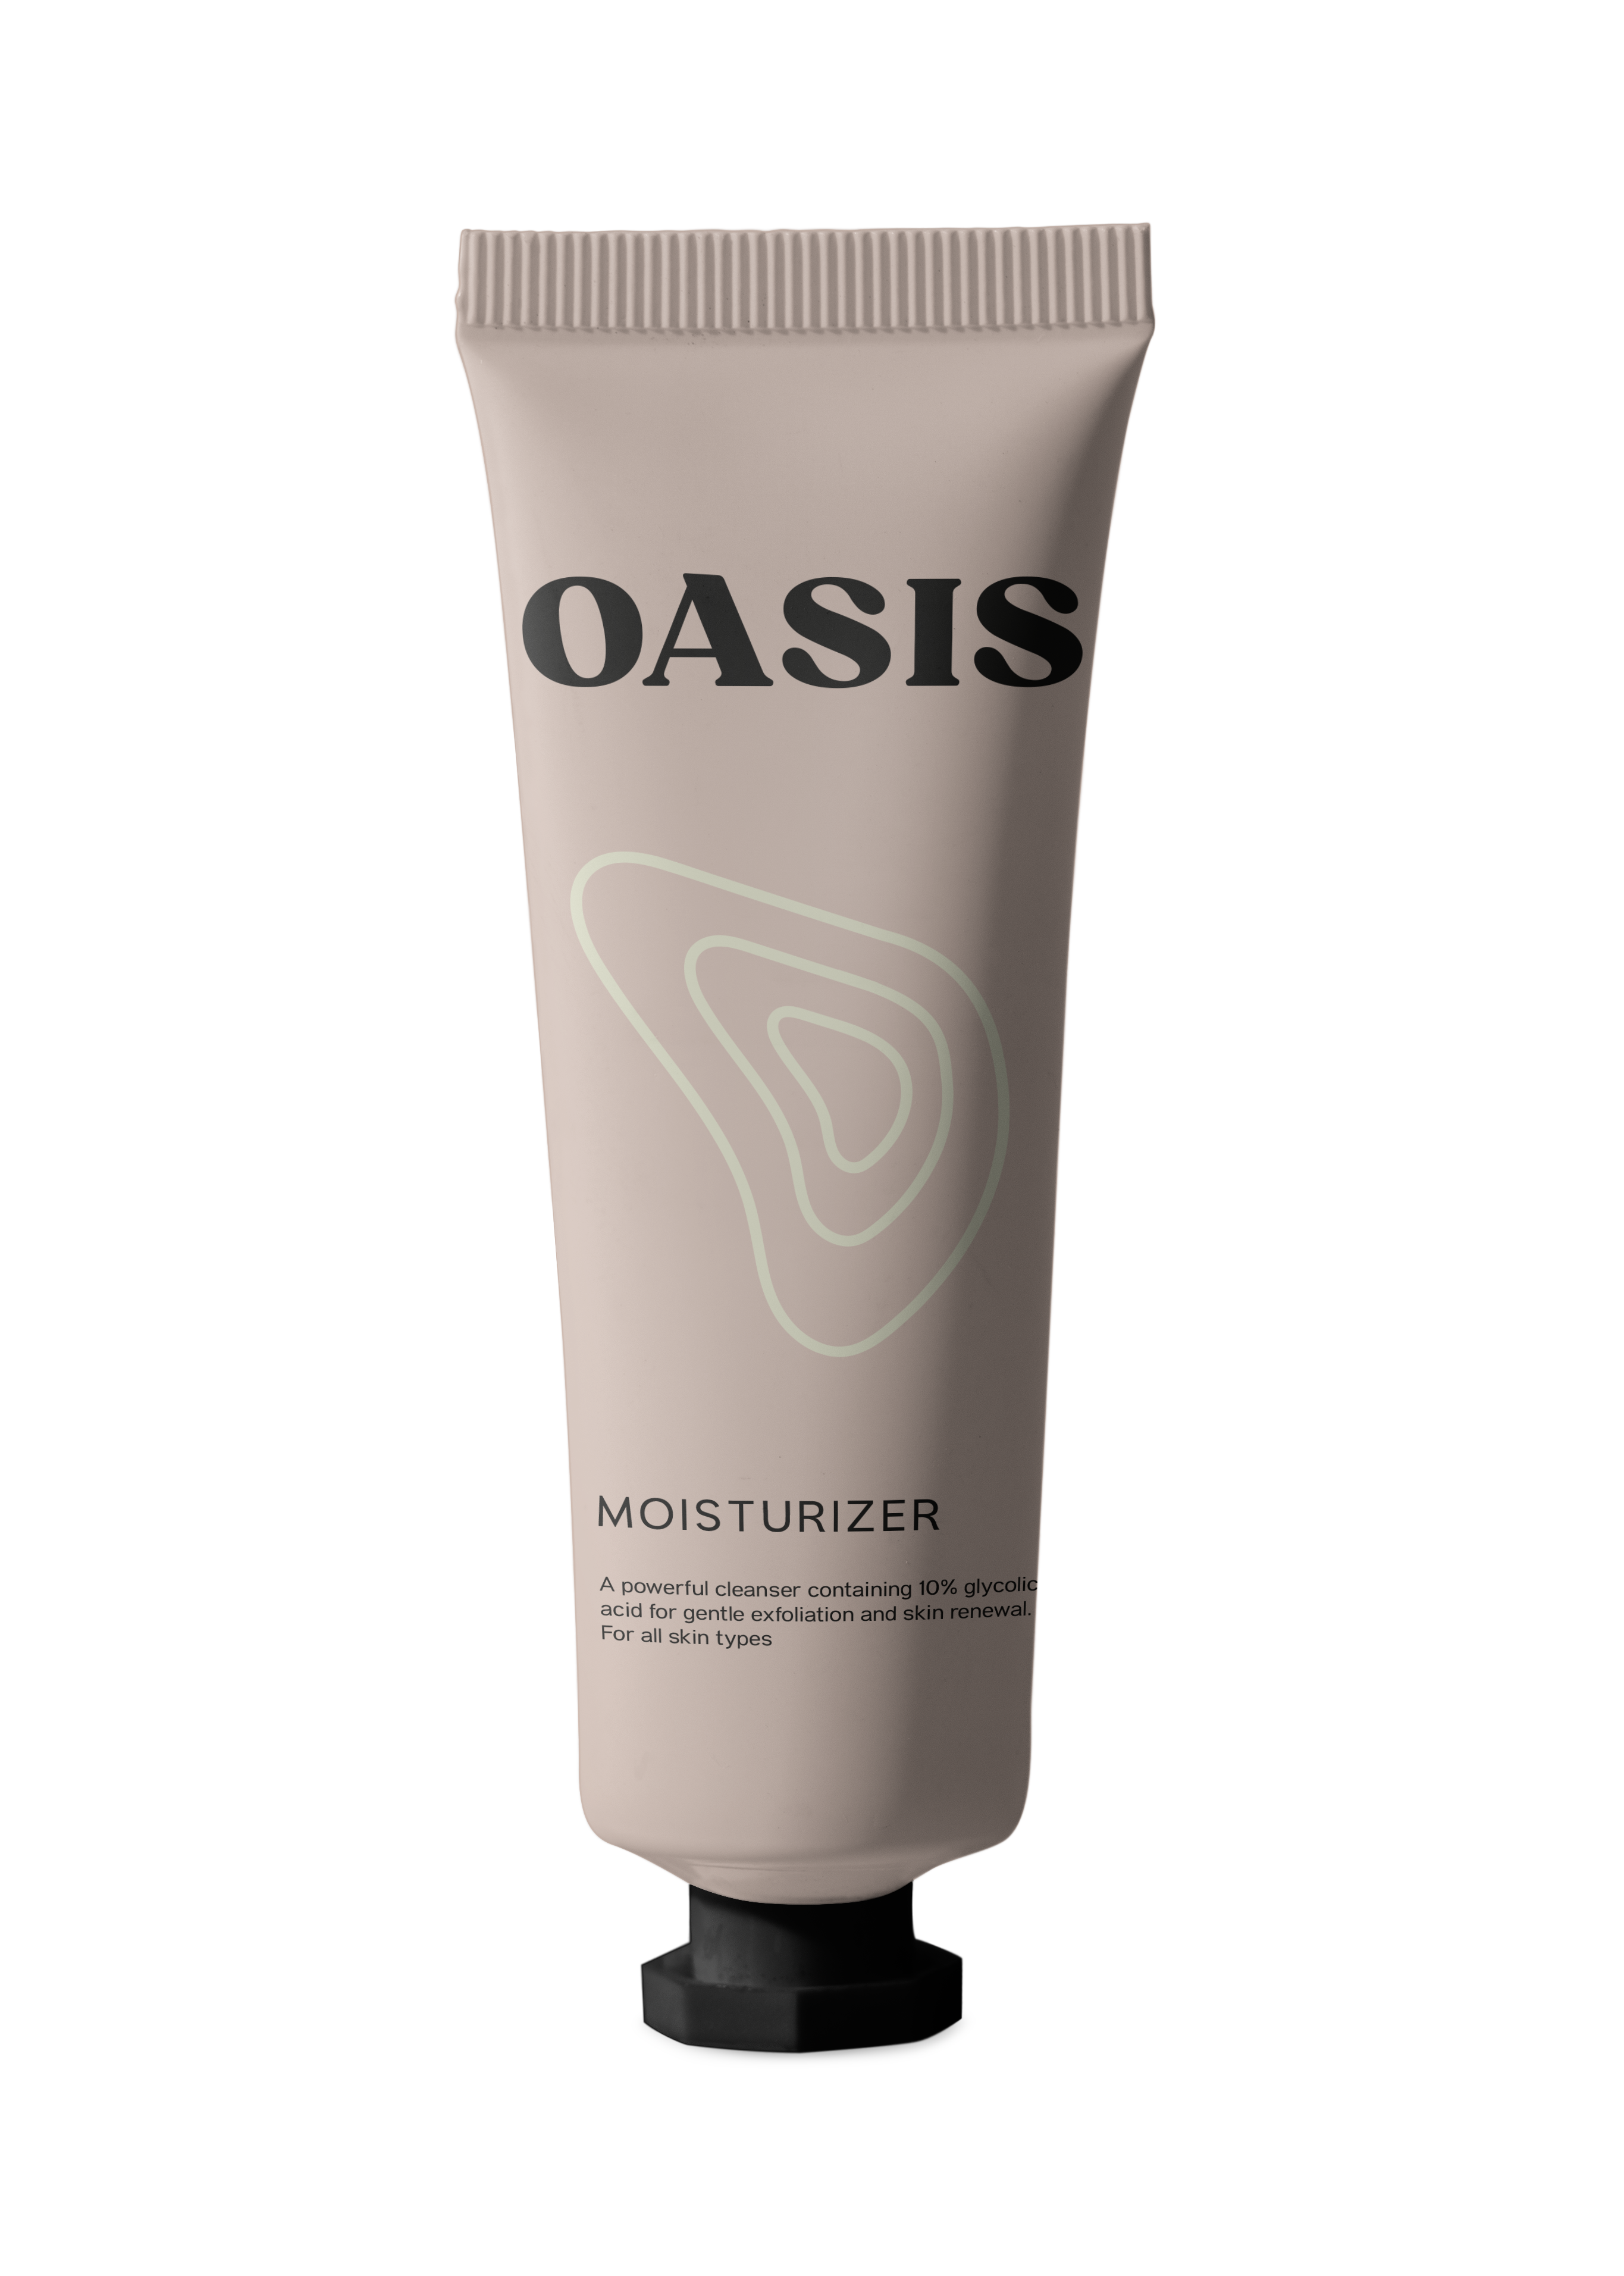 OASIS
MOISTURIZER
A powerful cleanser containing 10% glycolic
acid for gentle exfoliation and skin renewal.
For all skin types